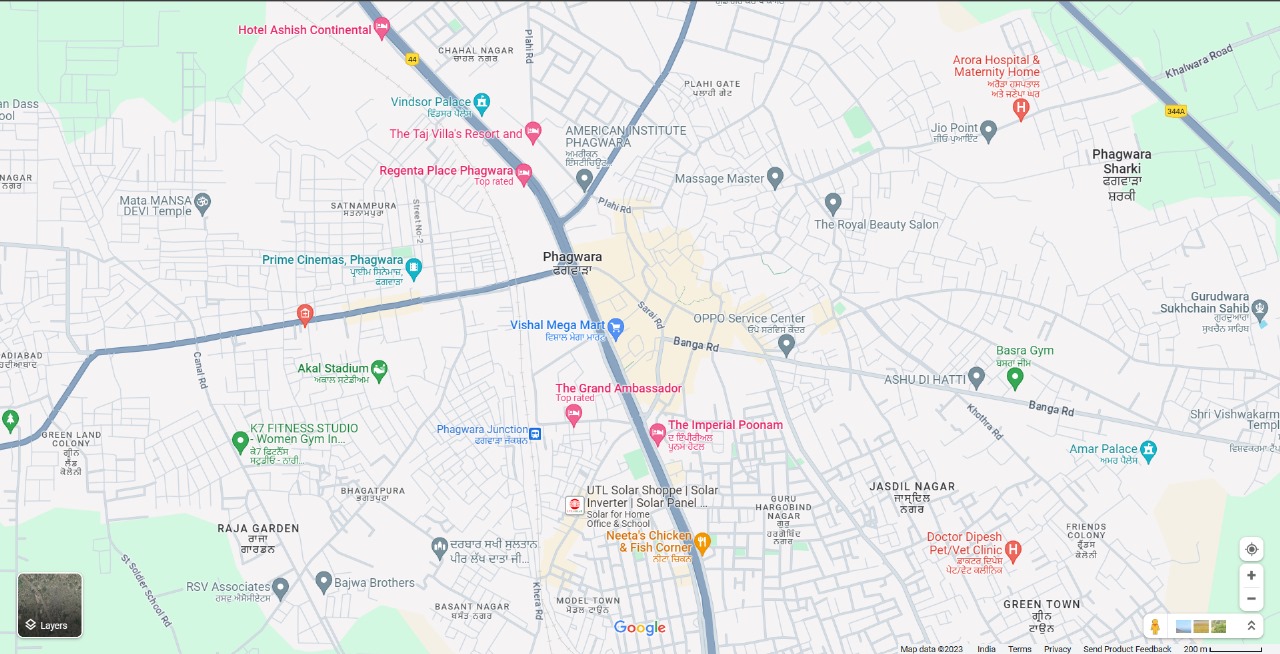 Hotel Ashish Continental
44
CHAHAL NAGAR
ਚਾਹਲ ਨਗਰ
Plahi Rd
PLAHI GATE
ਪਲਾਹੀ ਗੇਟ
Arora Hospital &
Maternity Home
ਅਰੋੜਾ ਹਸਪਤਾਲ
ਅਤੇ ਜਣੇਪਾ ਘਰ
Khalwara Road
344A
Vindsor Palace
ਵਿੰਡਸਰ ਪੈਲੇਸ
The Taj Villa's Resort and
AMERICAN INSTITUTE
PHAGWARA
ਅਮਰੀਕਨ
ਇੰਸਟੀਚਿਊਟ...
Jio Point
ਜੀਓ ਪੁਆਇੰਟ
Phagwara
Sharki
ਫਗਵਾੜਾ
ਸ਼ਰਕੀ
Regenta Place Phagwara
Top rated
Massage Master
NAGAR
ਨਗਰ
Mata MANSA
DEVI Temple
SATNAMPURA
ਸਤਨਾਮਪੁਰਾ
Street No 2
Plahi Rd
The Royal Beauty Salon
Phagwara
ਫਗਵਾੜਾ
Prime Cinemas, Phagwara
ਪ੍ਰਾਈਮ ਸਿਨੇਮਾਜ਼,
ਫਗਵਾੜਾ
Sarai Rd
Gurudwara
Sukhchain Sahib
ਗੁਰਦੁਆਰਾ
ਸੁਖਚੈਨ ਸਾਹਿਬ
Vishal Mega Mart
ਵਿਸ਼ਾਲ ਮੇਗਾ ਮਾਰਟ
OPPO Service Center
ਓਪੋ ਸਰਵਿਸ ਕੇਂਦਰ
Banga Rd
Canal Rd
Akal Stadium
ਅਕਾਲ ਸਟੇਡੀਅਮ
Basra Gym
ਬਸਰਾ ਜੀਮ
ASHU DI HATTI
The Grand Ambassador
Top rated
Banga Rd
Khothra Rd
Shri Vishwakarm
Templ
GREEN LAND
COLONY
ਗ੍ਰੀਨ
ਲੈਂਡ
ਕੋਲੋਨੀ
K7 FITNESS STUDIO
- Women Gym In...
ਕੇ7 ਫਿਟਨੈਸ
ਸਟੂਡੀਓ - ਨਾਰੀ...
Phagwara Junction
ਫਗਵਾੜਾ ਜੰਕਸ਼ਨ
The Imperial Poonam
ਦ ਇੰਪੀਰੀਅਲ
ਪੂਨਮ ਹੋਟਲ
Amar Palace
ਅਮਰ ਪੈਲੇਸ
BHAGATPURA
ਭਗਤਪੁਰਾ
UTL Solar Shoppe | Solar
Inverter | Solar Panel ...
Solar for Home
Office & School
GURU
HARGOBIND
NAGAR
ਗੁਰੂ
ਹਰਗੋਬਿੰਦ
ਨਗਰ
JASDIL NAGAR
ਜਾਸਦਿਲ
ਨਗਰ
RAJA GARDEN
ਰਾਜਾ
ਗਾਰਡਨ
Neeta's Chicken
& Fish Corner
ਨੀਟਾ ਚਿਕਨ
FRIENDS
COLONY
ਫ੍ਰੈਂਡਸ
ਕੋਲੋਨੀ
Doctor Dipesh
Pet/Vet Clinic
ਡਾਕਟਰ ਦਿਪੇਸ਼
ਪੇਟ/ਵੇਟ ਕਲੀਨਿਕ
ਦਰਬਾਰ ਸਖੀ ਸੁਲਤਾਨ
ਪੀਰ ਲੱਖ ਦਾਤਾ ਜੀ...
St Soldier School Rd
RSV Associates
Bajwa Brothers
Khera Rd
BASANT NAGAR
ਬਸੰਤ ਨਗਰ
MODEL TOWN
ਮੋਡਲ ਟਾਊਨ
GREEN TOWN
ਗ੍ਰੀਨ
ਟਾਊਨ
Layers
Google
Map data ©2023 India Terms Privacy Send Product Feedback 200 m